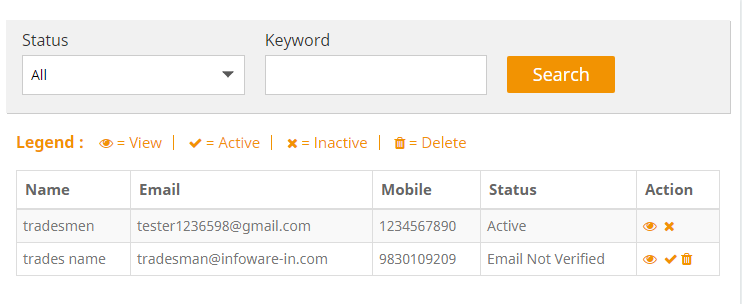 Status Keyword
All Search
Legend : = View | = Active | = Inactive | = Delete
Name Email Mobile Status Action
tradesmen tester1236598@gmail.com 1234567890 Active
trades name tradesman@infoware-in.com 9830109209 Email Not Verified